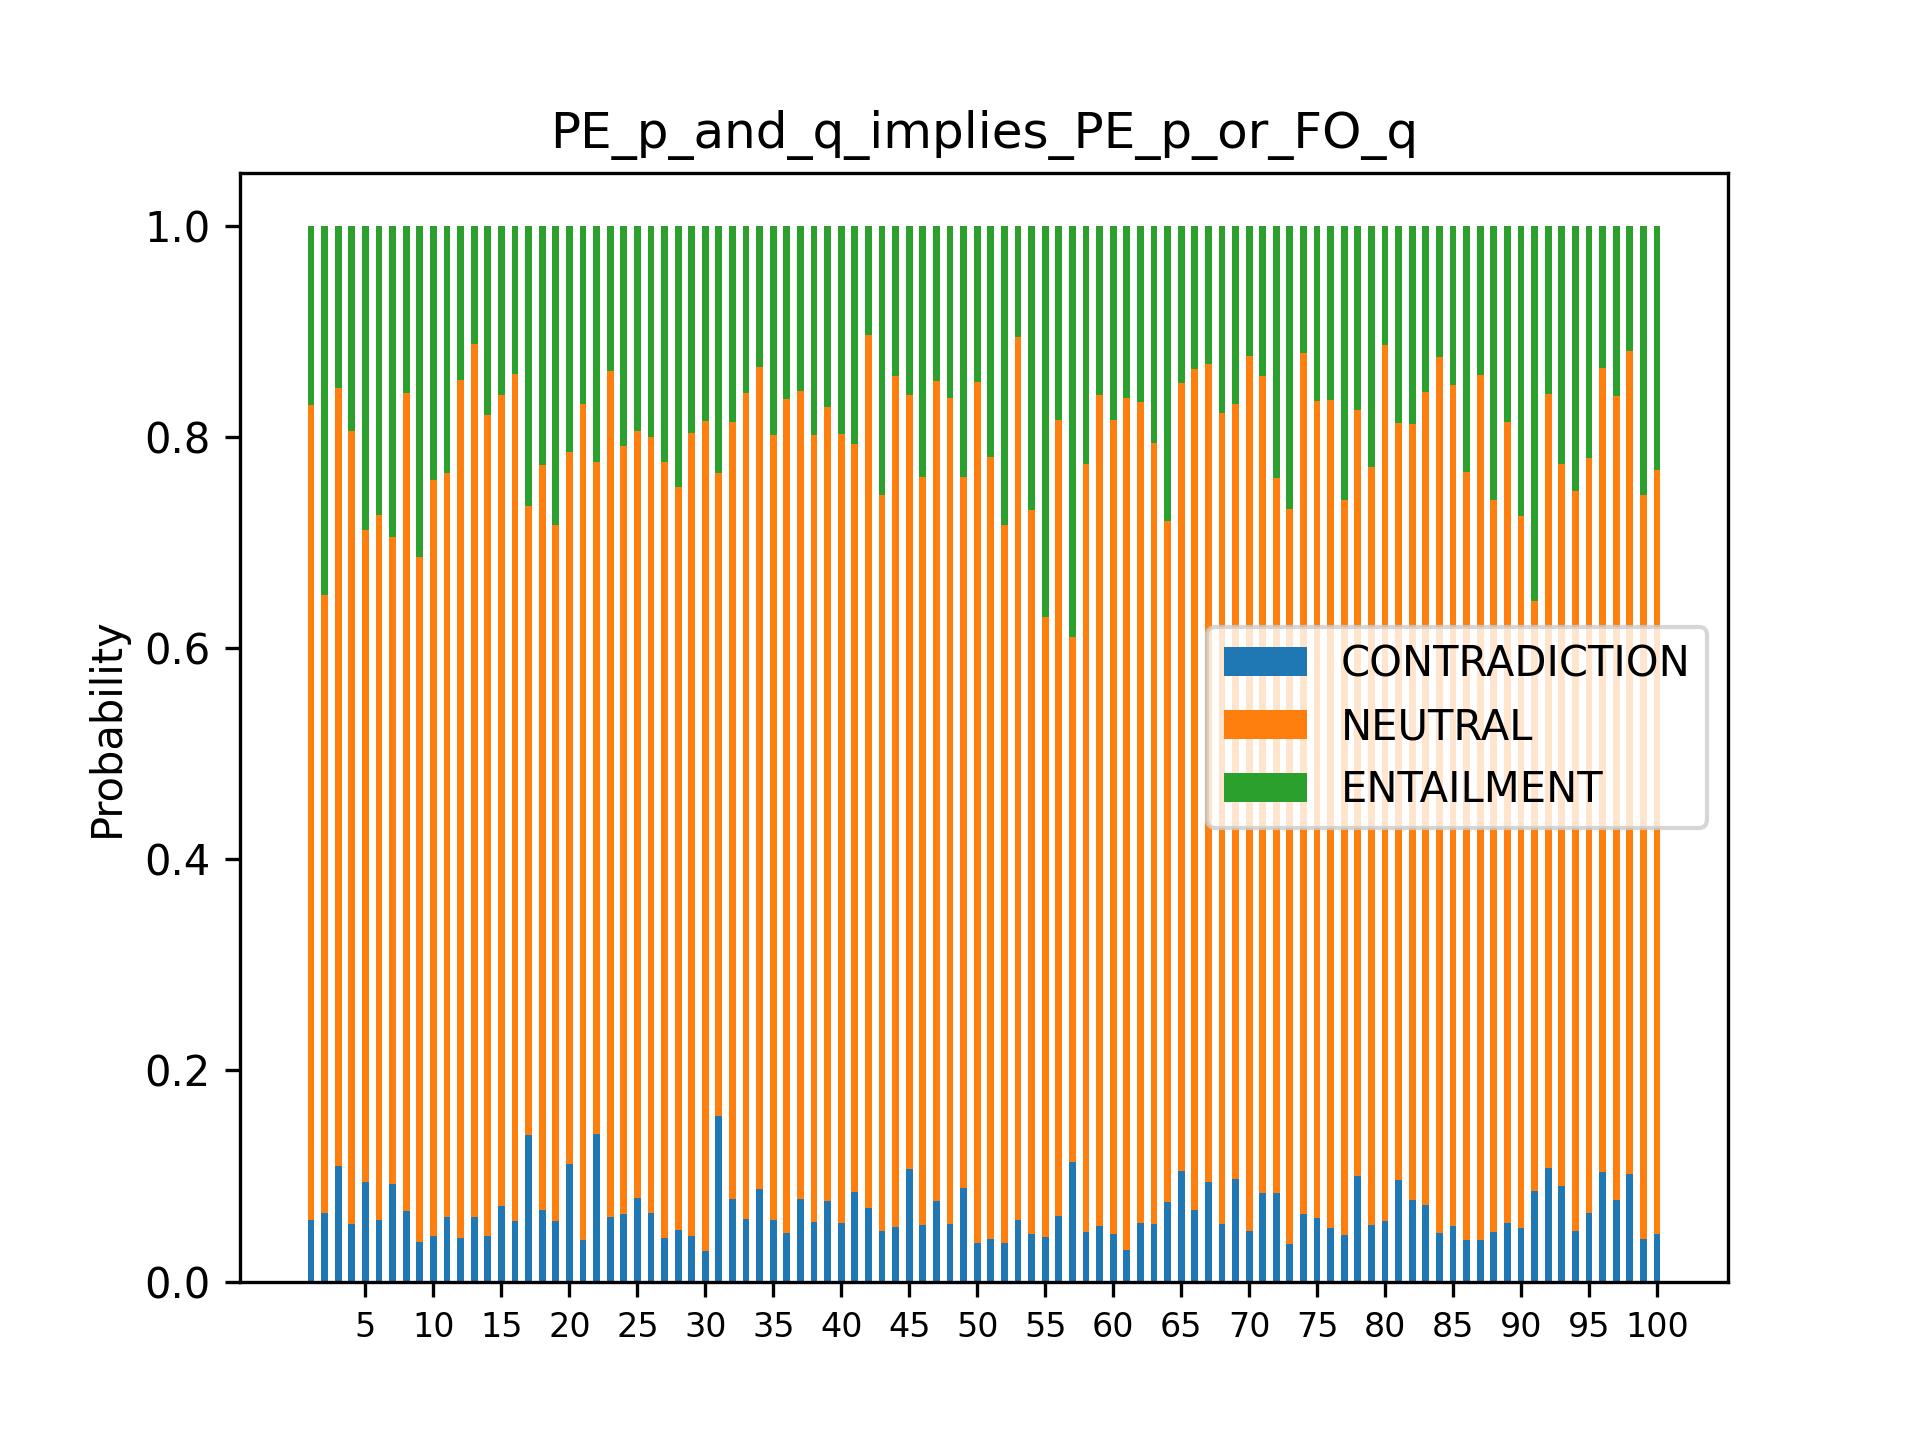 PE_p_and_q_implies_PE_p_or_FO_q
1.0
0.8
0.6
0.4
0.2
0.0
Probability
CONTRADICTION
NEUTRAL
ENTAILMENT
5 10 15 20 25 30 35 40 45 50 55 60 65 70 75 80 85 90 95 100